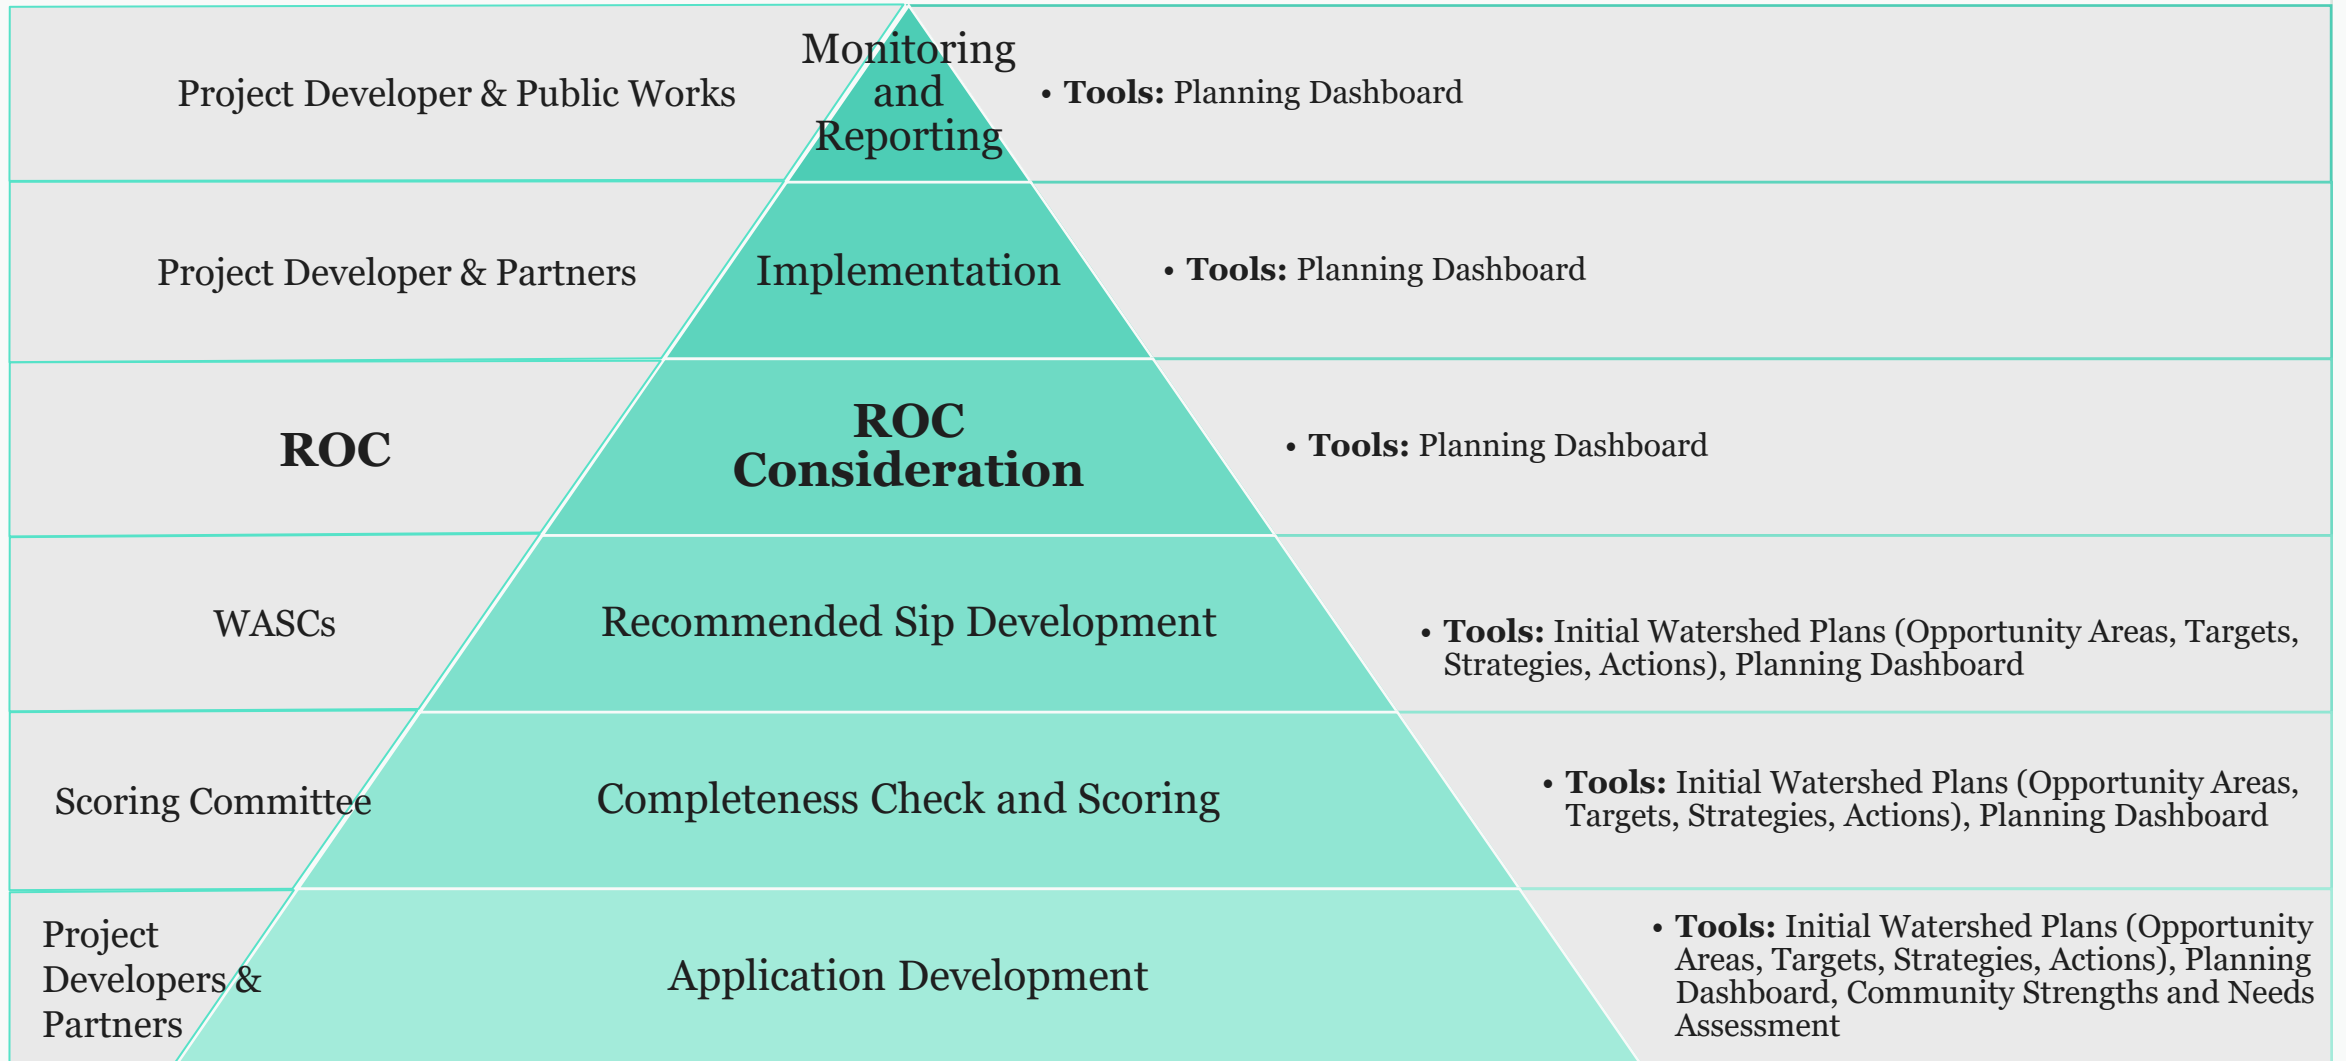 Project Developer & Public Works
Monitoring
and
Reporting
• Tools: Planning Dashboard
Project Developer & Partners
Implementation
• Tools: Planning Dashboard
ROC
ROC
Consideration
• Tools: Planning Dashboard
WASCs
Recommended Sip Development
• Tools: Initial Watershed Plans (Opportunity Areas, Targets,
Strategies, Actions), Planning Dashboard
Scoring Committee
Completeness Check and Scoring
• Tools: Initial Watershed Plans (Opportunity Areas,
Targets, Strategies, Actions), Planning Dashboard
Project
Developers &
Partners
Application Development
• Tools: Initial Watershed Plans (Opportunity
Areas, Targets, Strategies, Actions), Planning
Dashboard, Community Strengths and Needs
Assessment